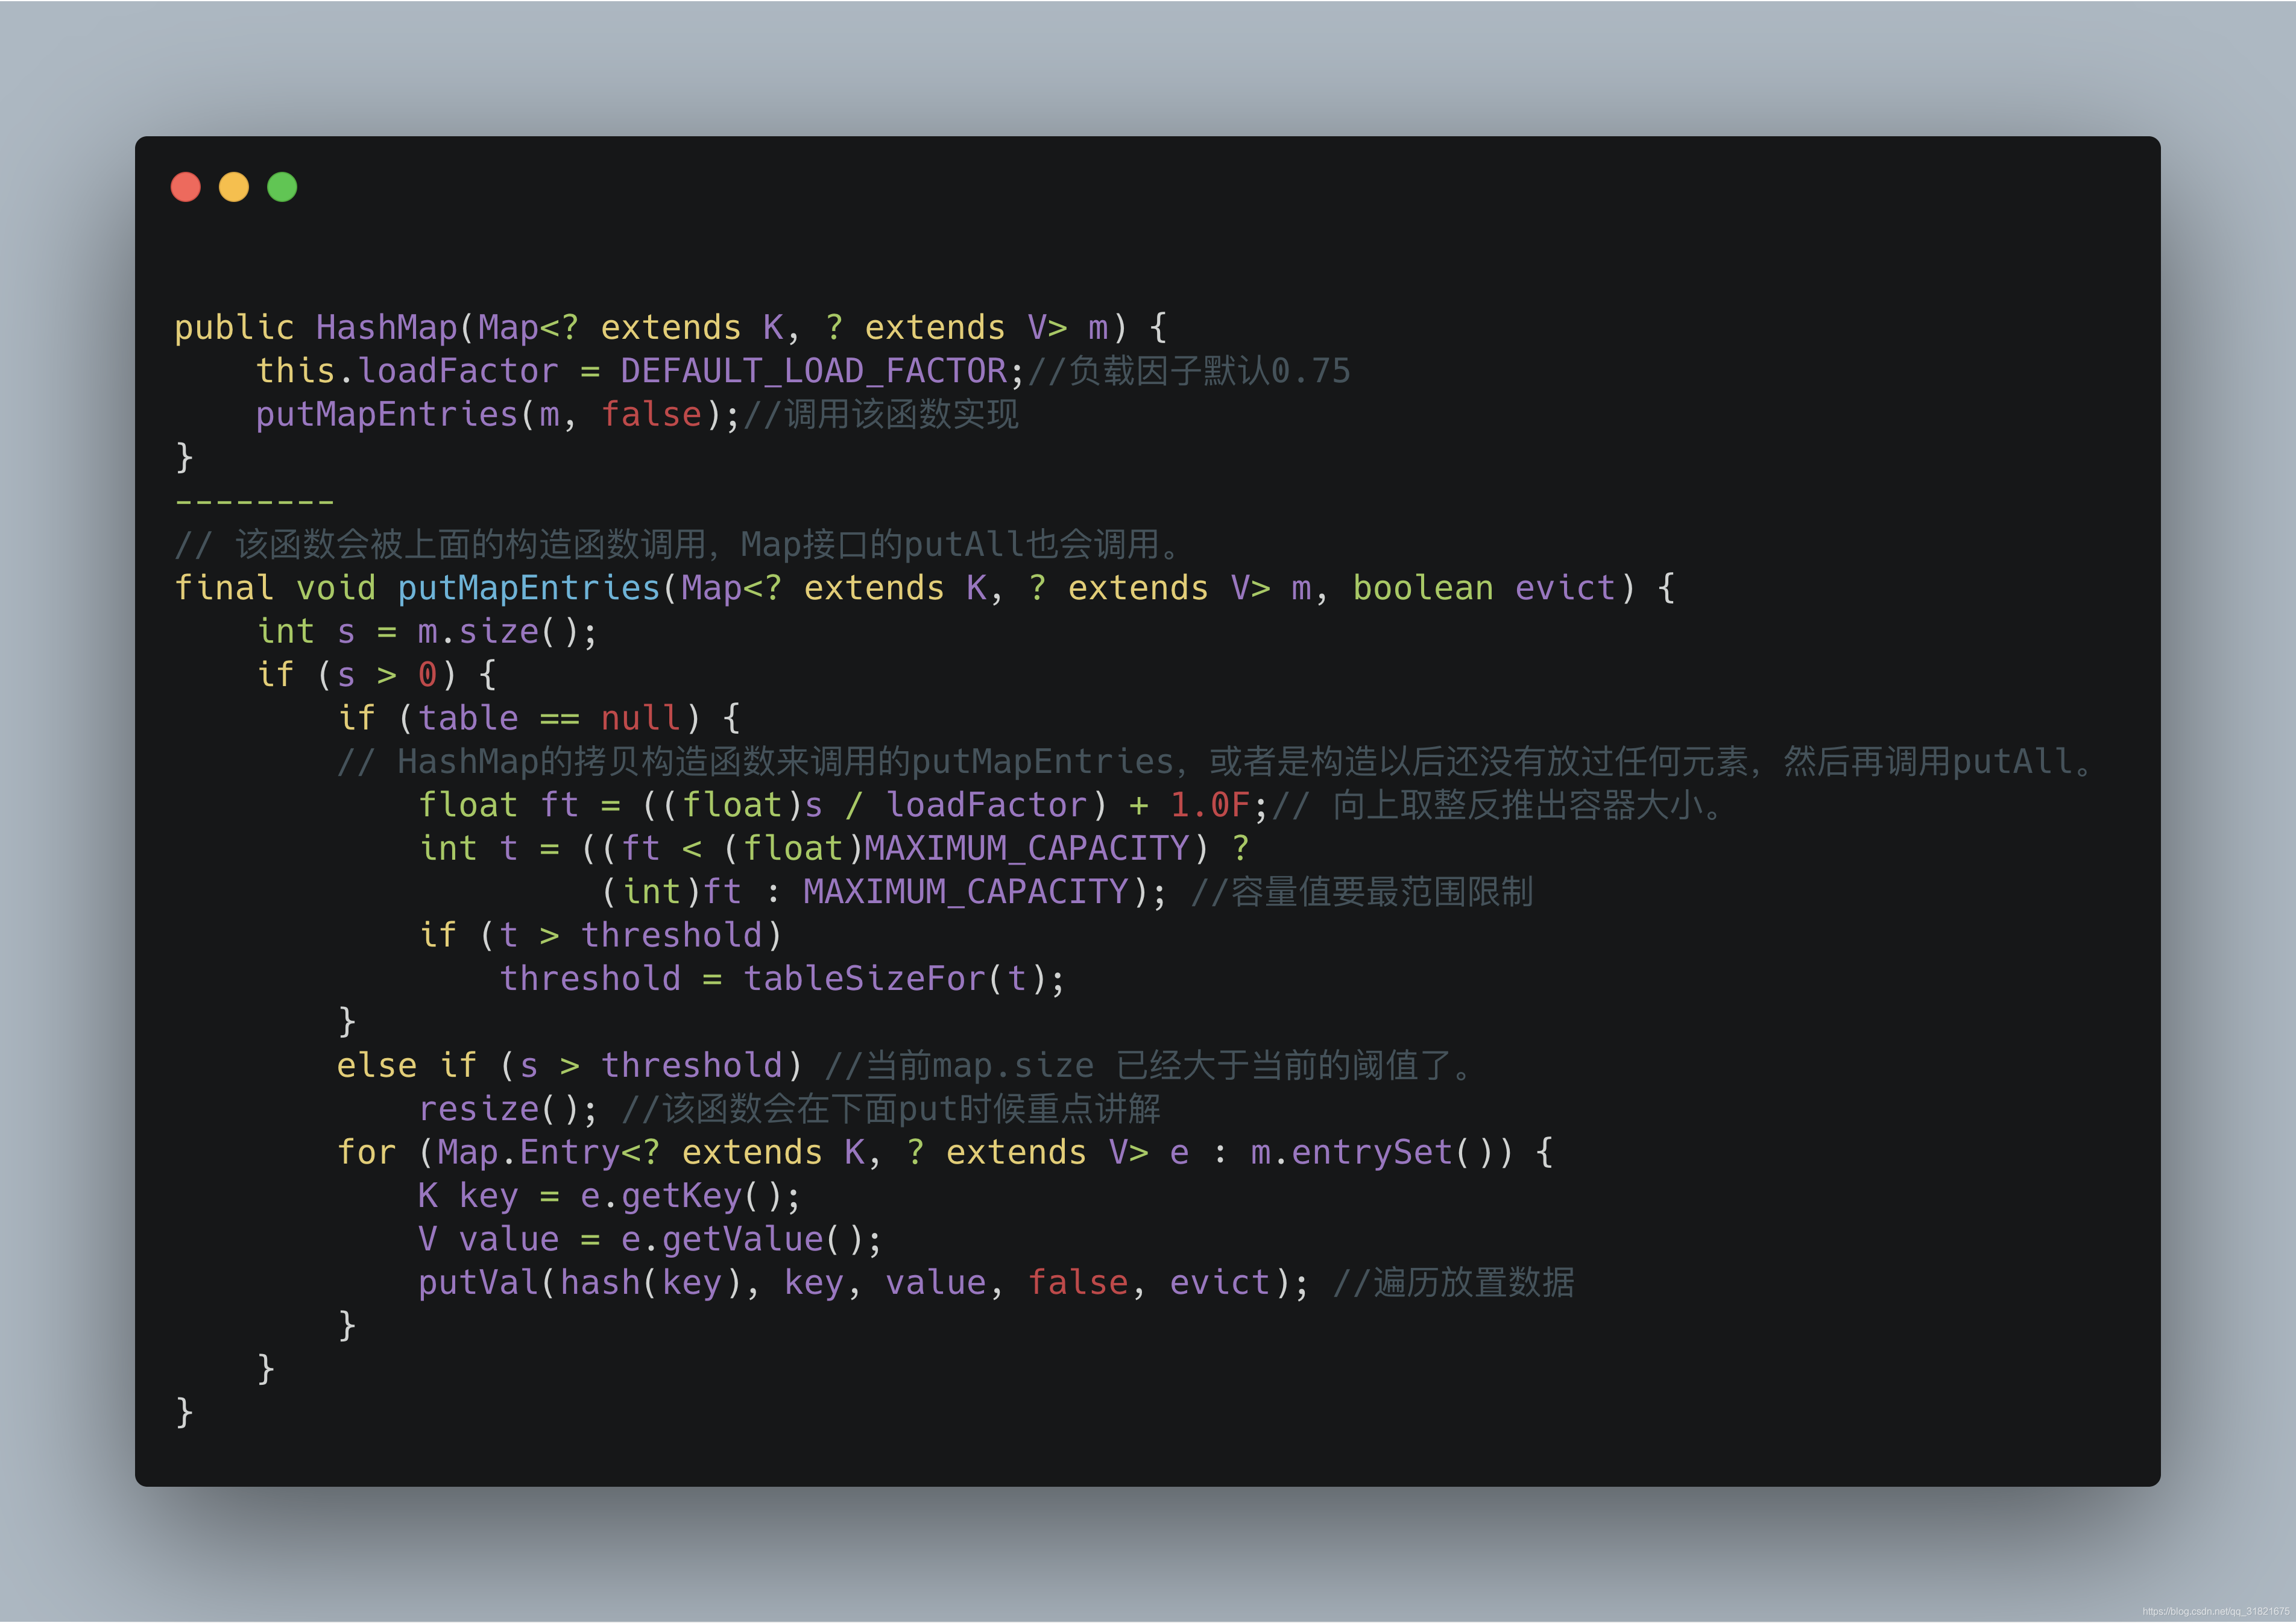 public HashMap(Map<? extends K, ? extends V> m) {
    this.loadFactor = DEFAULT_LOAD_FACTOR;//负载因子默认0.75
    putMapEntries(m, false);//调用该函数实现
}
--------
// 该函数会被上面的构造函数调用，Map接口的putAll也会调用。
final void putMapEntries(Map<? extends K, ? extends V> m, boolean evict) {
    int s = m.size();
    if (s > 0) {
        if (table == null) {
        // HashMap的拷贝构造函数来调用的putMapEntries，或者是构造以后还没有放过任何元素，然后再调用putAll。
            float ft = ((float)s / loadFactor) + 1.0F;// 向上取整反推出容器大小。
            int t = ((ft < (float)MAXIMUM_CAPACITY) ?
                     (int)ft : MAXIMUM_CAPACITY); //容量值要最范围限制
            if (t > threshold)
                threshold = tableSizeFor(t);
        }
        else if (s > threshold) //当前map.size 已经大于当前的阈值了。
            resize(); //该函数会在下面put时候重点讲解
        for (Map.Entry<? extends K, ? extends V> e : m.entrySet()) {
            K key = e.getKey();
            V value = e.getValue();
            putVal(hash(key), key, value, false, evict); //遍历放置数据
        }
    }
}
https://blog.csdn.net/qq_31821675